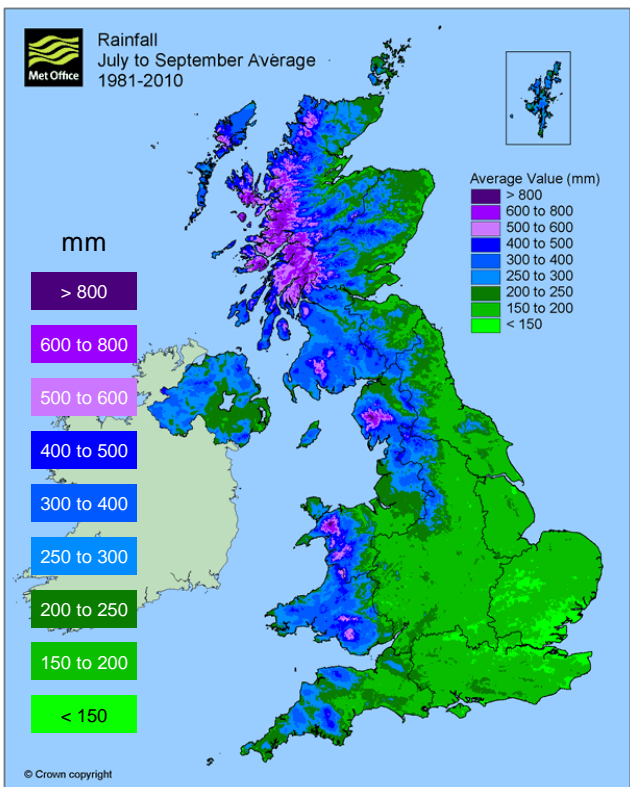 Met Office
Rainfall
July to September Average
1981-2010
Average Value (mm)
> 800
600 to 800
500 to 600
400 to 500
300 to 400
250 to 300
200 to 250
150 to 200
< 150
mm
> 800
600 to 800
500 to 600
400 to 500
300 to 400
250 to 300
200 to 250
150 to 200
< 150
© Crown copyright